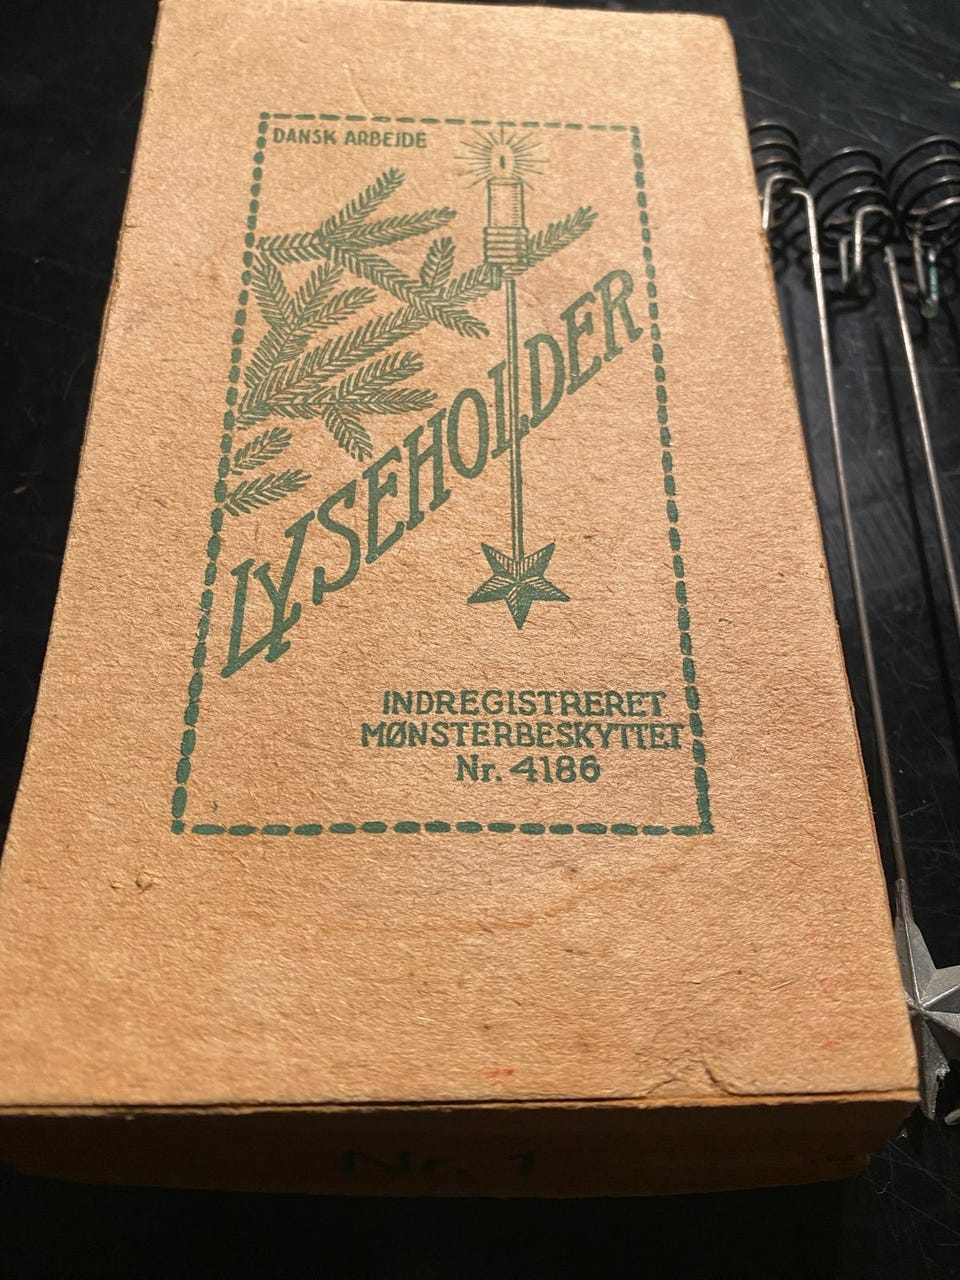 DANSK ARBEJDE
LYSEHOLDER
INDREGISTRERET
MØNSTERBESKYTTET
Nr. 4186
Nr. 1